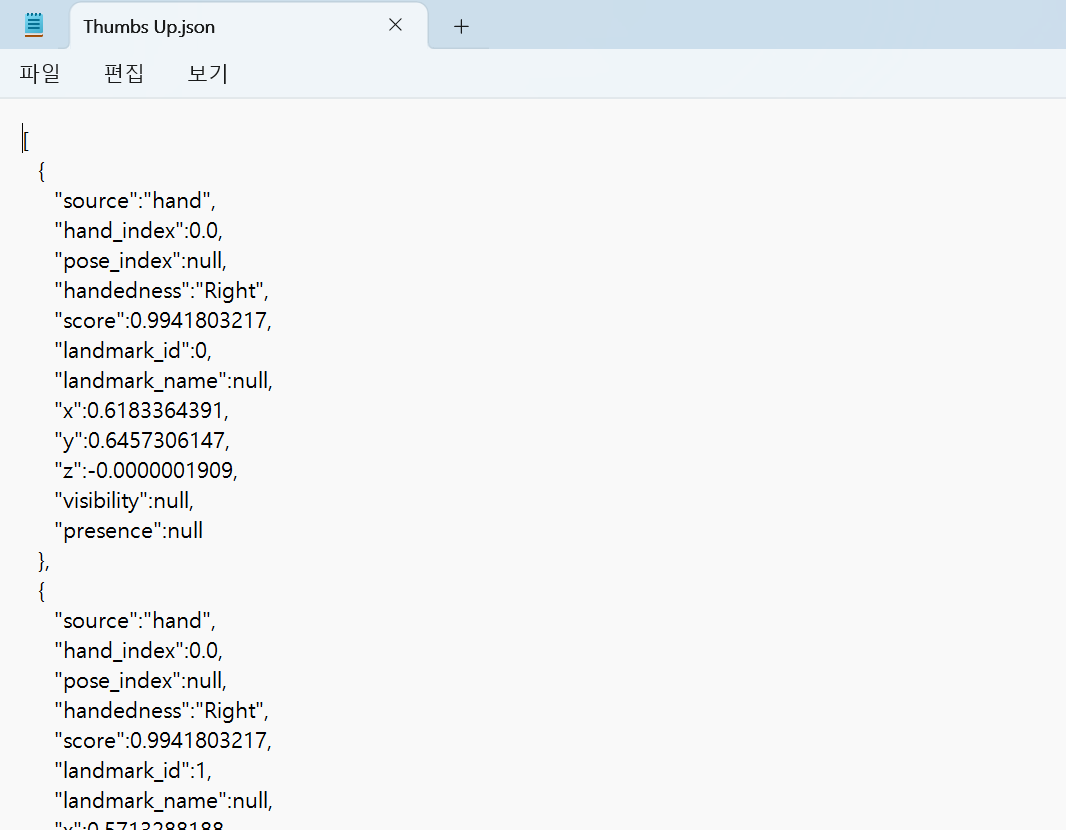 Thumbs Up.json
파일 편집 보기
[
{
"source":"hand",
"hand_index":0.0,
"pose_index":null,
"handedness":"Right",
"score":0.9941803217,
"landmark_id":0,
"landmark_name":null,
"x":0.6183364391,
"y":0.6457306147,
"z":-0.0000001909,
"visibility":null,
"presence":null
},
{
"source":"hand",
"hand_index":0.0,
"pose_index":null,
"handedness":"Right",
"score":0.9941803217,
"landmark_id":1,
"landmark_name":null,
"x":0.5713288188